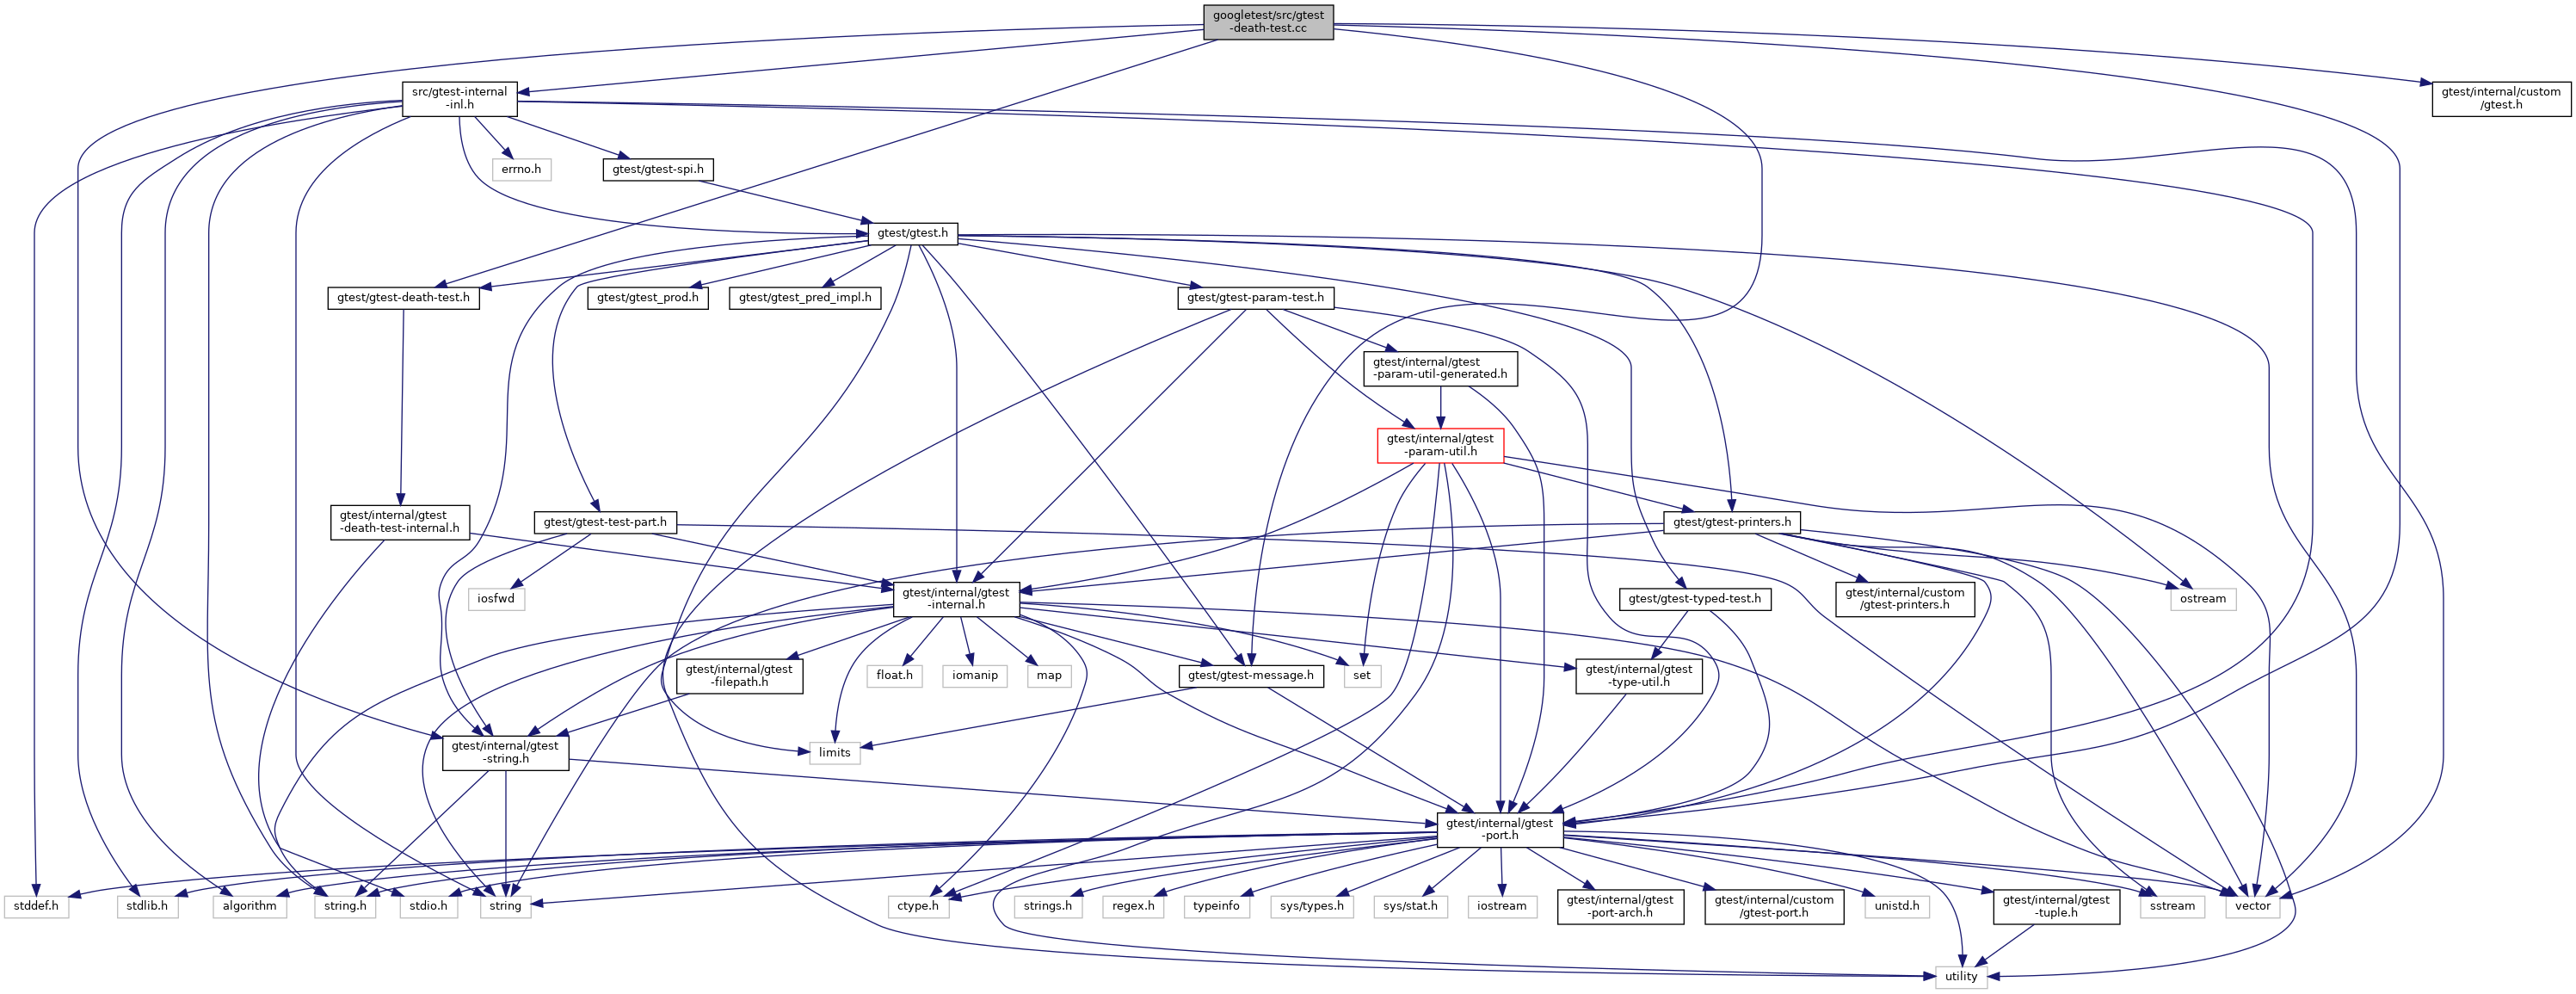 googletest/src/gtest
-death-test.cc
src/gtest-internal
-inl.h
gtest/internal/custom
/gtest.h
errno.h
gtest/gtest-spi.h
gtest/gtest.h
gtest/gtest-death-test.h
gtest/gtest_prod.h
gtest/gtest_pred_impl.h
gtest/gtest-param-test.h
gtest/internal/gtest
-param-util-generated.h
gtest/internal/gtest
-param-util.h
gtest/internal/gtest
-death-test-internal.h
gtest/gtest-test-part.h
gtest/gtest-printers.h
iosfwd
gtest/internal/gtest
-internal.h
gtest/gtest-typed-test.h
gtest/internal/custom
/gtest-printers.h
ostream
gtest/internal/gtest
-filepath.h
float.h
iomanip
map
gtest/gtest-message.h
set
gtest/internal/gtest
-type-util.h
gtest/internal/gtest
-string.h
limits
gtest/internal/gtest
-port.h
stddef.h
stdlib.h
algorithm
string.h
stdio.h
string
ctype.h
strings.h
regex.h
typeinfo
sys/types.h
sys/stat.h
iostream
gtest/internal/gtest
-port-arch.h
gtest/internal/custom
/gtest-port.h
unistd.h
gtest/internal/gtest
-tuple.h
sstream
vector
utility